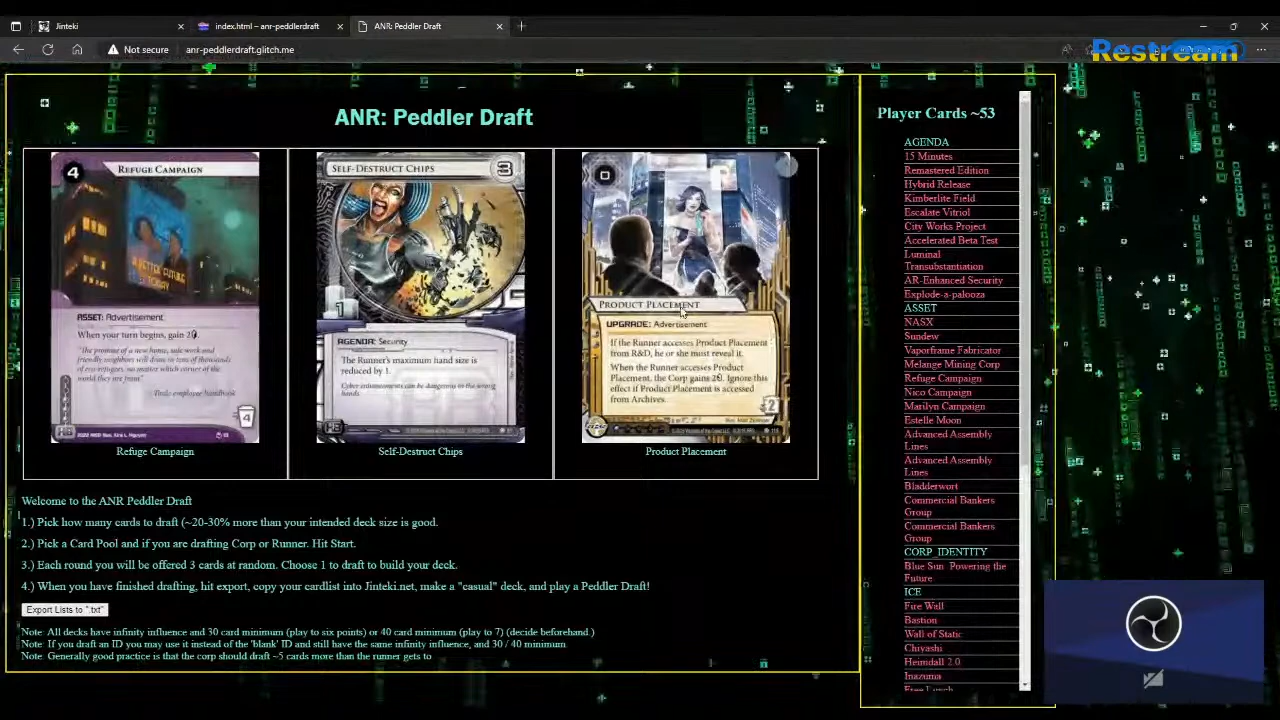 Jinteki
index.html – anr-peddlerdraft
ANR: Peddler Draft
Not secure
anr-peddlerdraft.glitch.me
Restream
ANR: Peddler Draft
4
REFUGE CAMPAIGN
ASSET: Advertisement
When your turn begins, gain 2
4
Refuge Campaign
SELF-DESTRUCT CHIPS
3
1
AGENDA: Security
The Runner's maximum hand size is
reduced by 1.
Cyber enhancements can be dangerous in the wrong
hands.
Self-Destruct Chips
0
PRODUCT PLACEMENT
UPGRADE: Advertisement
If the Runner accesses Product Placement
from R&D, he or she must reveal it.
When the Runner accesses Product
Placement, the Corp gains 2. Ignore this
effect if Product Placement is accessed
from Archives.
2
Product Placement
Welcome to the ANR Peddler Draft
1.) Pick how many cards to draft (~20-30% more than your intended deck size is good.
2.) Pick a Card Pool and if you are drafting Corp or Runner. Hit Start.
3.) Each round you will be offered 3 cards at random. Choose 1 to draft to build your deck.
4.) When you have finished drafting, hit export, copy your cardlist into Jinteki.net, make a "casual" deck, and play a Peddler Draft!
Export Lists to ".txt"
Note: All decks have infinity influence and 30 card minimum (play to six points) or 40 card minimum (play to 7) (decide beforehand.)
Note: If you draft an ID you may use it instead of the 'blank' ID and still have the same infinity influence, and 30 / 40 minimum
Note: Generally good practice is that the corp should draft ~5 cards more than the runner gets to
Player Cards ~53
AGENDA
15 Minutes
Remastered Edition
Hybrid Release
Kimberlite Field
Escalate Vitriol
City Works Project
Accelerated Beta Test
Luminal
Transubstantiation
AR-Enhanced Security
Explode-a-palooza
ASSET
NASX
Sundew
Vaporframe Fabricator
Melange Mining Corp
Refuge Campaign
Nico Campaign
Marilyn Campaign
Estelle Moon
Advanced Assembly
Lines
Advanced Assembly
Lines
Bladderwort
Commercial Bankers
Group
Commercial Bankers
Group
CORP_IDENTITY
Blue Sun Powering the
Future
ICE
Fire Wall
Bastion
Wall of Static
Chiyashi
Heimdall 2.0
Inazuma
Free Lunch